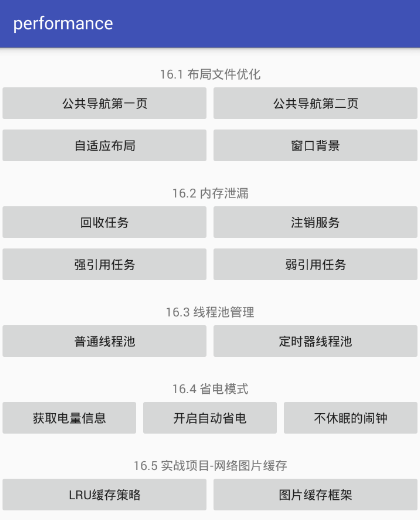 performance
16.1 布局文件优化
公共导航第一页 公共导航第二页
自适应布局 窗口背景
16.2 内存泄漏
回收任务 注销服务
强引用任务 弱引用任务
16.3 线程池管理
普通线程池 定时器线程池
16.4 省电模式
获取电量信息 开启自动省电 不休眠的闹钟
16.5 实战项目-网络图片缓存
LRU缓存策略 图片缓存框架